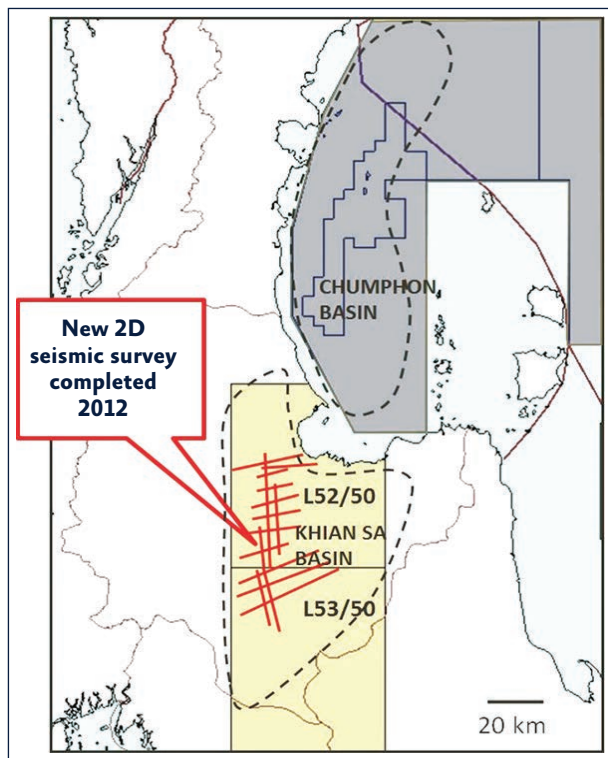 CHUMPHON
BASIN
New 2D
seismic survey
completed
2012
L52/50
KHIAN SA
BASIN
L53/50
20 km